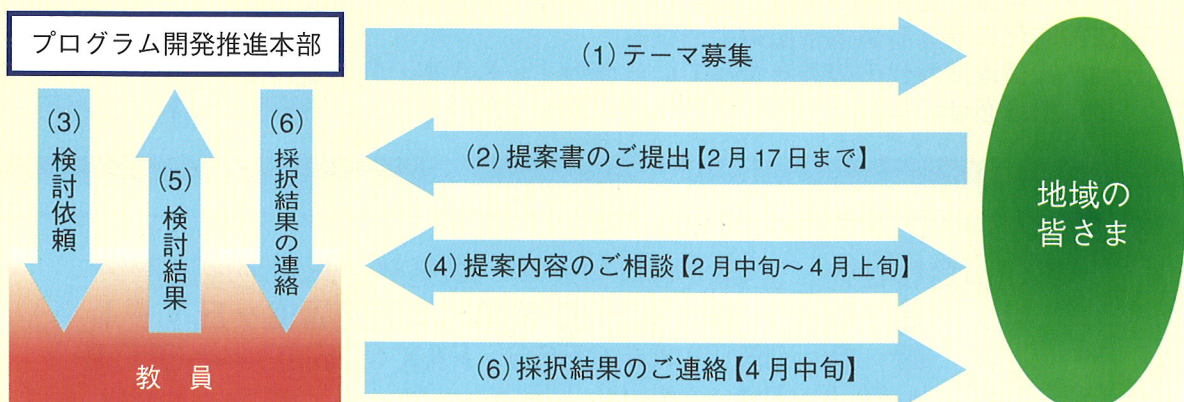 プログラム開発推進本部
(1)テーマ募集
(2)提案書のご提出【2月17日まで】
(3)検討依頼
(5)検討結果
(6)採択結果の連絡
(4)提案内容のご相談【2月中旬~4月上旬】
(6)採択結果のご連絡【4月中旬】
地域の
皆さま
教 員